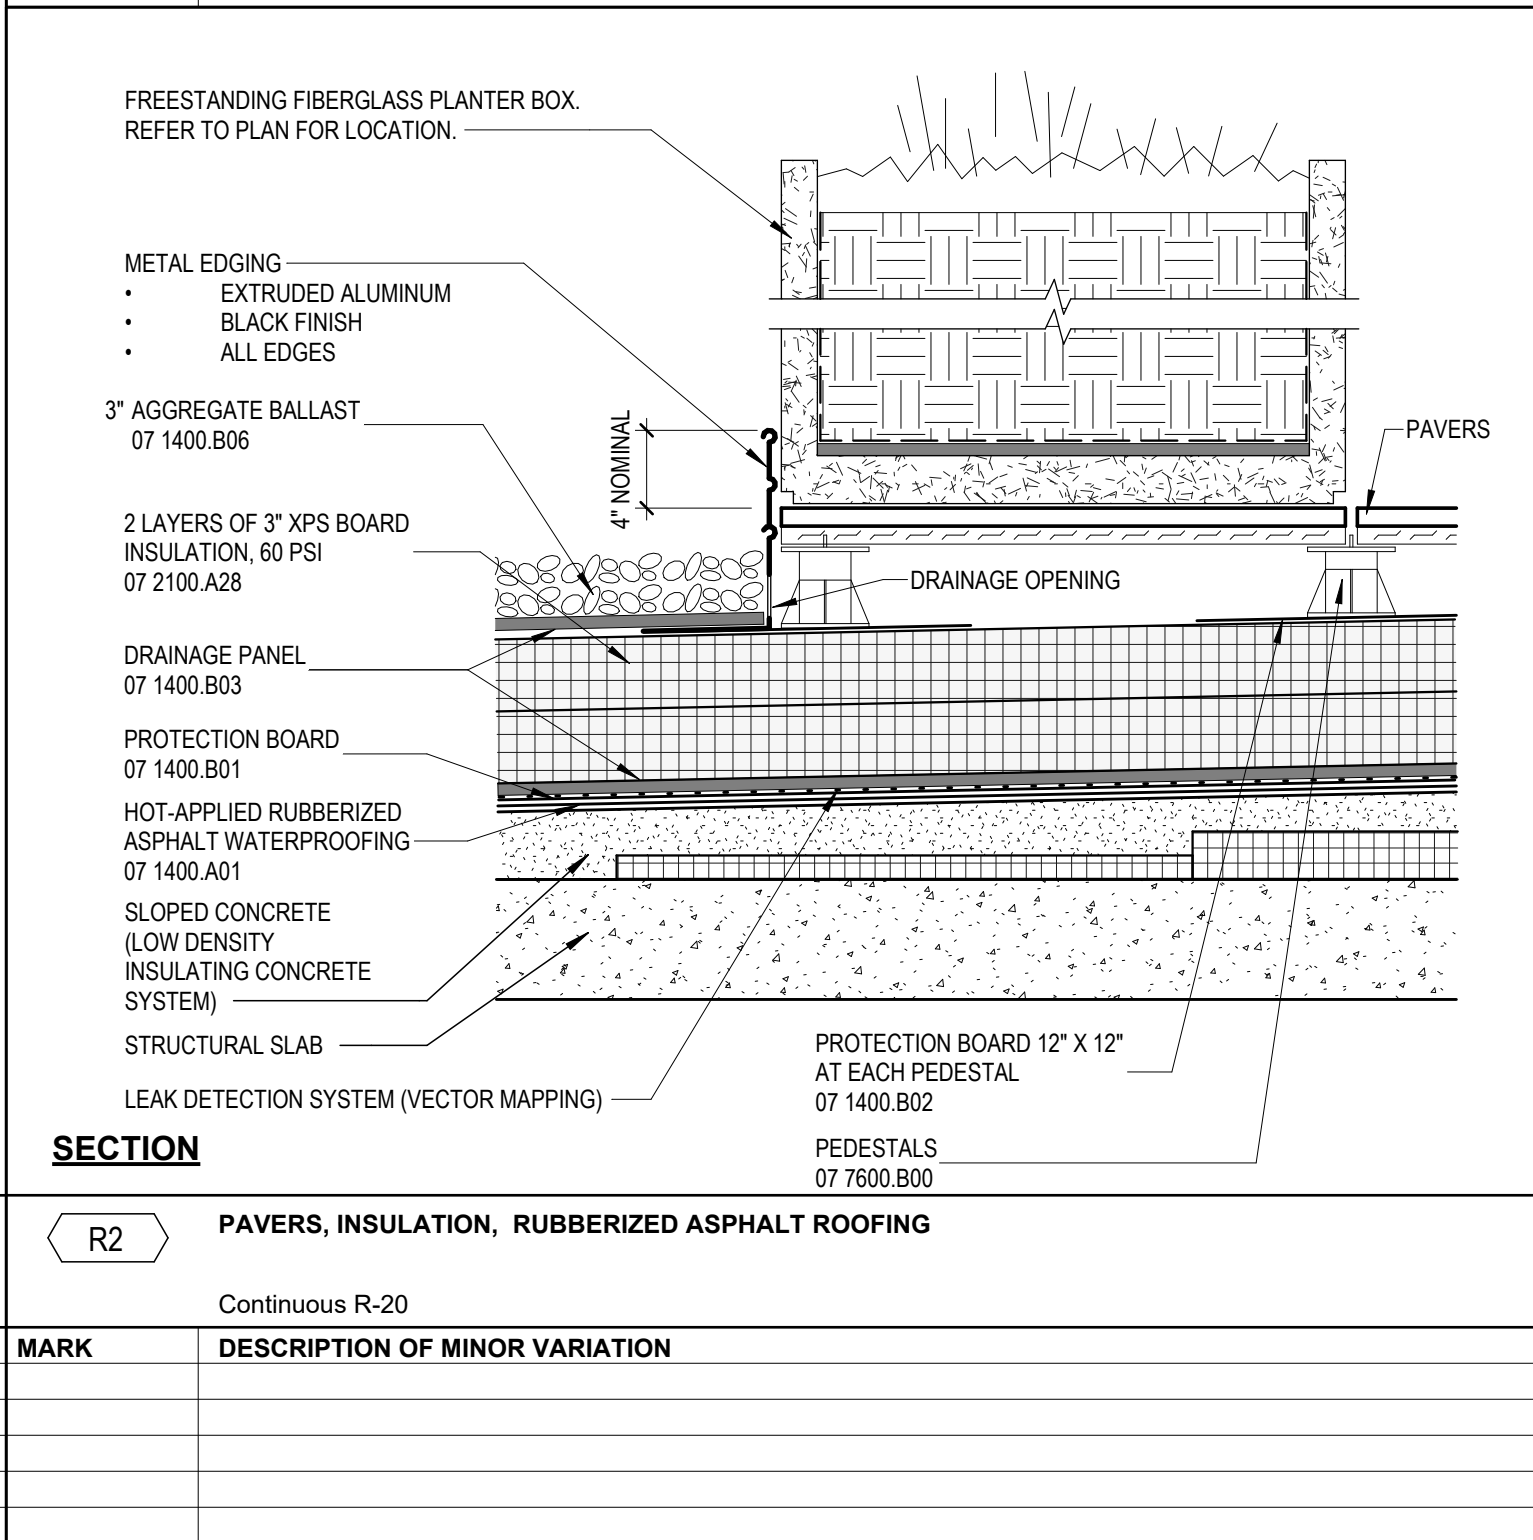 FREESTANDING FIBERGLASS PLANTER BOX.
REFER TO PLAN FOR LOCATION.
METAL EDGING
• EXTRUDED ALUMINUM
• BLACK FINISH
• ALL EDGES
3" AGGREGATE BALLAST
07 1400.B06
4" NOMINAL
PAVERS
2 LAYERS OF 3" XPS BOARD
INSULATION, 60 PSI
07 2100.A28
DRAINAGE OPENING
DRAINAGE PANEL
07 1400.B03
PROTECTION BOARD
07 1400.B01
HOT-APPLIED RUBBERIZED
ASPHALT WATERPROOFING
07 1400.A01
SLOPED CONCRETE
(LOW DENSITY
INSULATING CONCRETE
SYSTEM)
STRUCTURAL SLAB
LEAK DETECTION SYSTEM (VECTOR MAPPING)
PROTECTION BOARD 12" X 12"
AT EACH PEDESTAL
07 1400.B02
PEDESTALS
07 7600.B00
SECTION
R2
PAVERS, INSULATION, RUBBERIZED ASPHALT ROOFING
Continuous R-20
MARK DESCRIPTION OF MINOR VARIATION